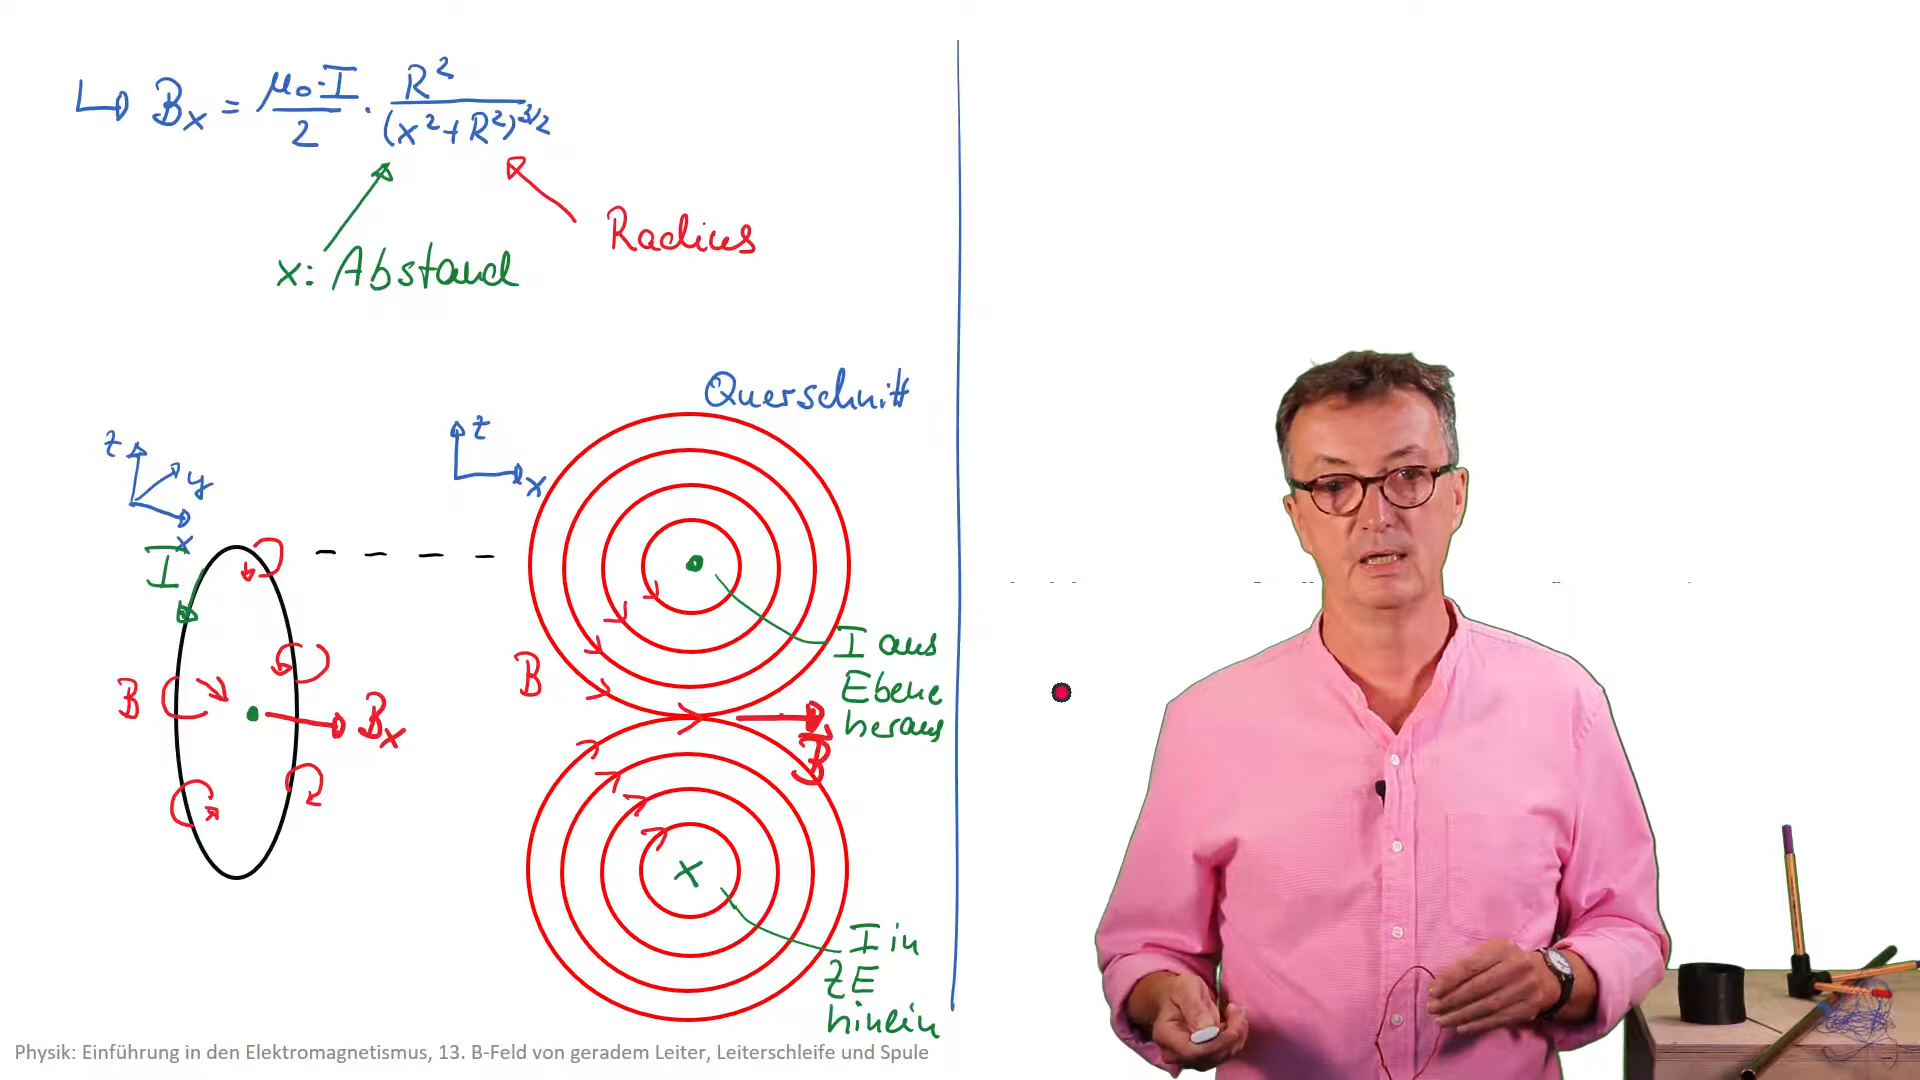 ↳ Bx = μ₀·I/2 · R²/(x²+R²)^3/2
Radius
x: Abstand
Querschnitt
z
y
x
z
x
I
B
Bx
B
I aus
Ebene
heraus
B⃗
x
I in
ZE
hinein
Physik: Einführung in den Elektromagnetismus, 13. B-Feld von geradem Leiter, Leiterschleife und Spule